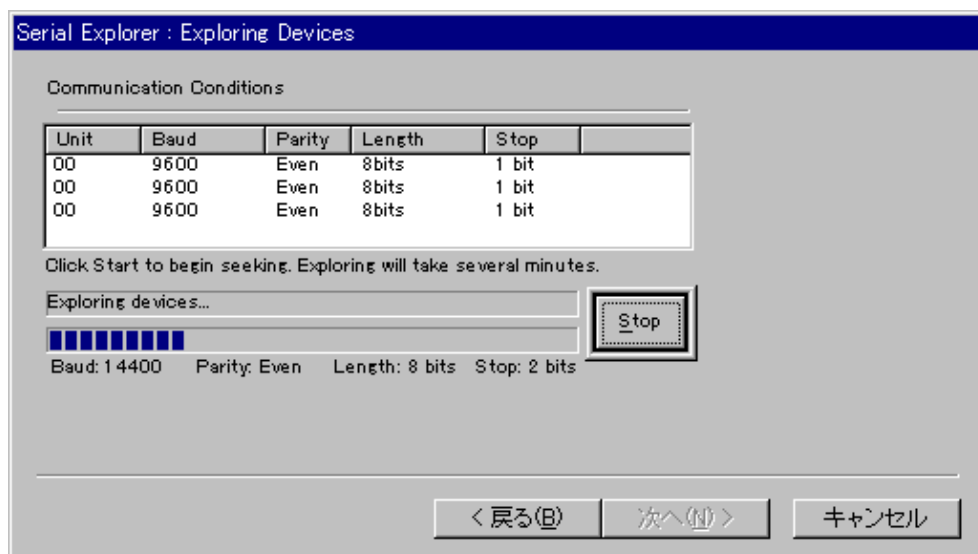 Serial Explorer : Exploring Devices
Communication Conditions
Unit Baud Parity Length Stop
00 9600 Even 8bits 1 bit
00 9600 Even 8bits 1 bit
00 9600 Even 8bits 1 bit
Click Start to begin seeking. Exploring will take several minutes.
Exploring devices...
Stop
Baud: 14400 Parity: Even Length: 8 bits Stop: 2 bits
< 戻る(B) 次へ(N) > キャンセル